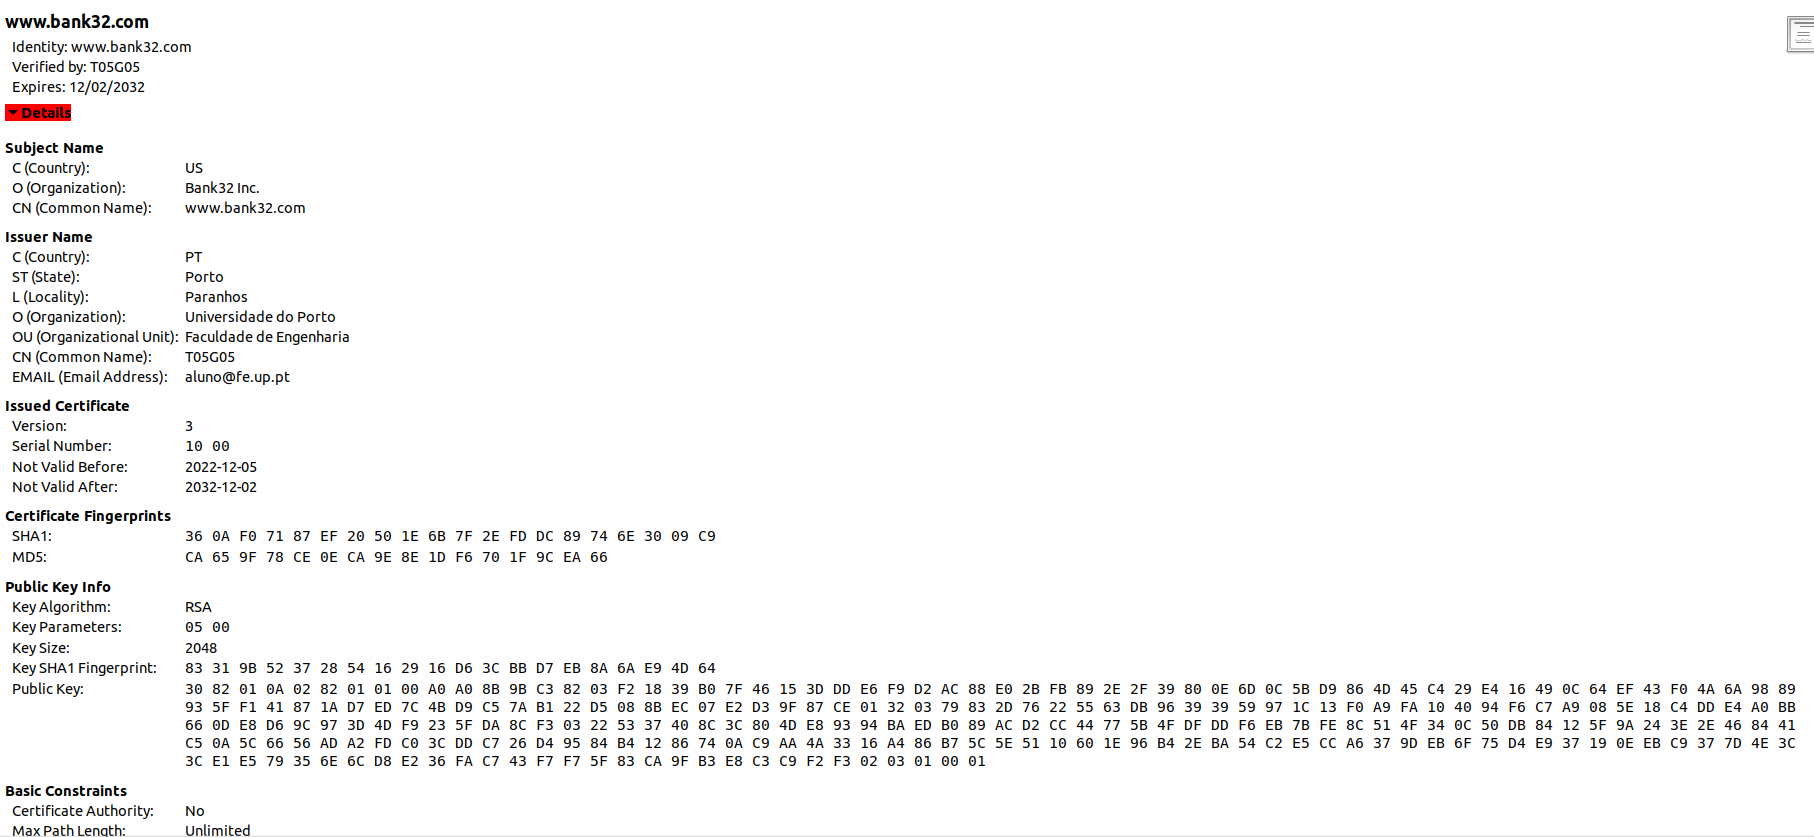 www.bank32.com
Identity: www.bank32.com
Verified by: T05G05
Expires: 12/02/2032
Details
Subject Name
C (Country): US
O (Organization): Bank32 Inc.
CN (Common Name): www.bank32.com
Issuer Name
C (Country): PT
ST (State): Porto
L (Locality): Paranhos
O (Organization): Universidade do Porto
OU (Organizational Unit): Faculdade de Engenharia
CN (Common Name): T05G05
EMAIL (Email Address): aluno@fe.up.pt
Issued Certificate
Version: 3
Serial Number: 10 00
Not Valid Before: 2022-12-05
Not Valid After: 2032-12-02
Certificate Fingerprints
SHA1: 36 0A F0 71 87 EF 20 50 1E 6B 7F 2E FD DC 89 74 6E 30 09 C9
MD5: CA 65 9F 78 CE 0E CA 9E 8E 1D F6 70 1F 9C EA 66
Public Key Info
Key Algorithm: RSA
Key Parameters: 05 00
Key Size: 2048
Key SHA1 Fingerprint: 83 31 9B 52 37 28 54 16 29 16 D6 3C BB D7 EB 8A 6A E9 4D 64
Public Key: 30 82 01 0A 02 82 01 01 00 A0 A0 8B 9B C3 82 03 F2 18 39 B0 7F 46 15 3D DD E6 F9 D2 AC 88 E0 2B FB 89 2E 2F 39 80 0E 6D 0C 5B D9 86 4D 45 C4 29 E4 16 49 0C 64 EF 43 F0 4A 6A 98 89
93 5F F1 41 87 1A D7 ED 7C 4B D9 C5 7A B1 22 D5 08 8B EC 07 E2 D3 9F 87 CE 01 32 03 79 83 2D 76 22 55 63 DB 96 39 39 59 97 1C 13 F0 A9 FA 10 40 94 F6 C7 A9 08 5E 18 C4 DD E4 A0 BB
66 0D E8 D6 9C 97 3D 4D F9 23 5F DA 8C F3 03 22 53 37 40 8C 3C 80 4D E8 93 94 BA ED B0 89 AC D2 CC 44 77 5B 4F DF DD F6 EB 7B FE 8C 51 4F 34 0C 50 DB 84 12 5F 9A 24 3E 2E 46 84 41
C5 0A 5C 66 56 AD A2 FD C0 3C DD C7 26 D4 95 84 B4 12 86 74 0A C9 AA 4A 33 16 A4 86 B7 5C 5E 51 10 60 1E 96 B4 2E BA 54 C2 E5 CC A6 37 9D EB 6F 75 D4 E9 37 19 0E EB C9 37 7D 4E 3C
3C E1 E5 79 35 6E 6C D8 E2 36 FA C7 43 F7 F7 5F 83 CA 9F B3 E8 C3 C9 F2 F3 02 03 01 00 01
Basic Constraints
Certificate Authority: No
Max Path Length: Unlimited